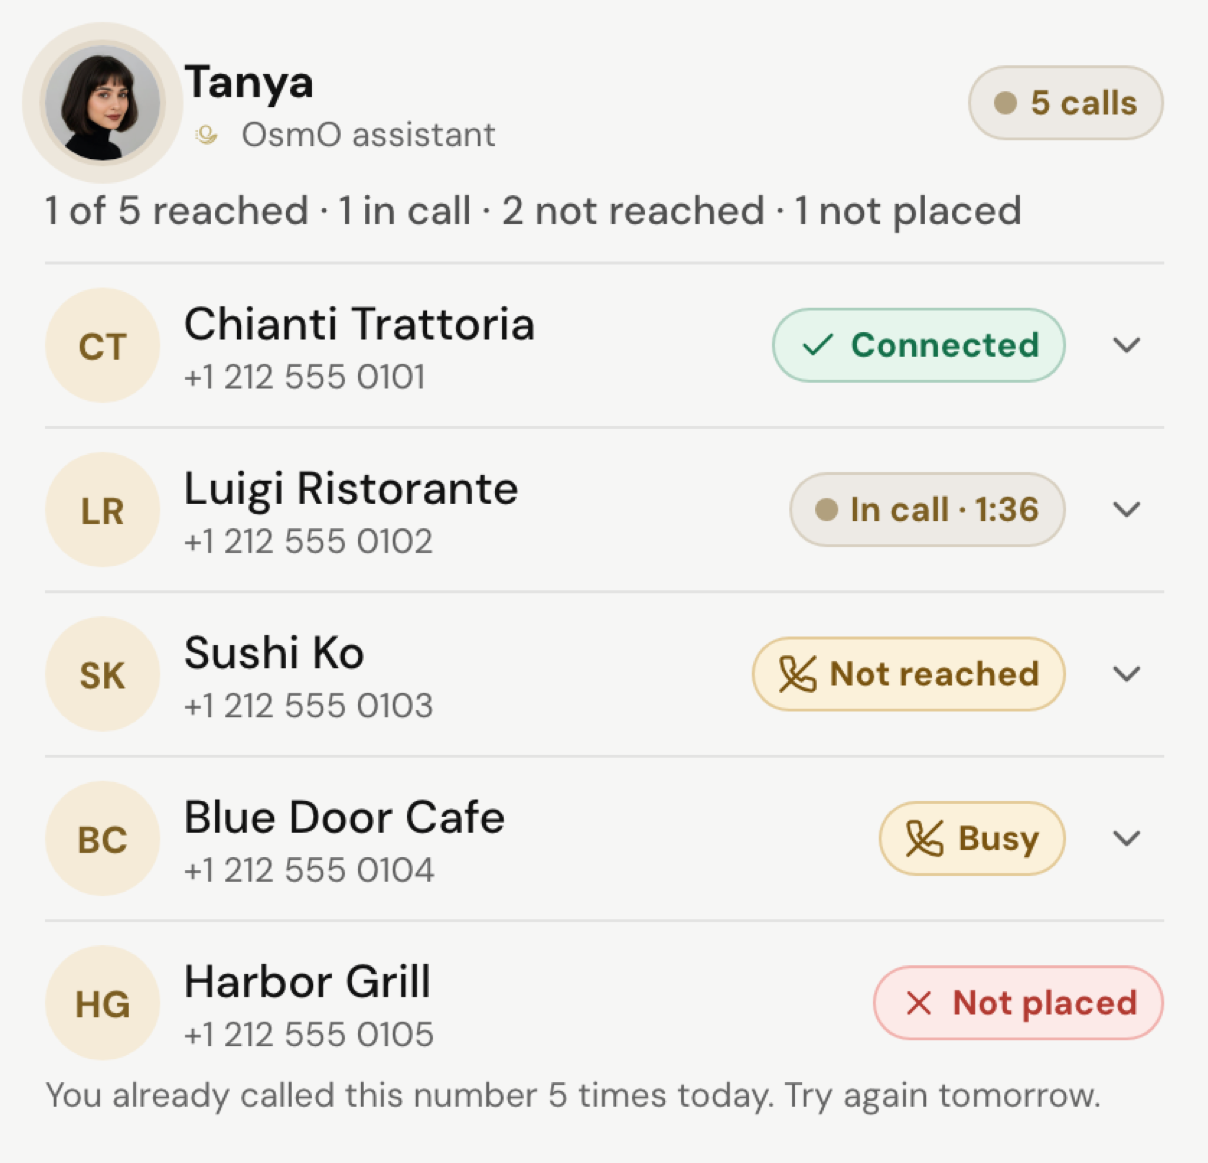 Tanya
OsmO assistant
5 calls
1 of 5 reached · 1 in call · 2 not reached · 1 not placed
CT
Chianti Trattoria
+1 212 555 0101
Connected
LR
Luigi Ristorante
+1 212 555 0102
In call · 1:36
SK
Sushi Ko
+1 212 555 0103
Not reached
BC
Blue Door Cafe
+1 212 555 0104
Busy
HG
Harbor Grill
+1 212 555 0105
Not placed
You already called this number 5 times today. Try again tomorrow.